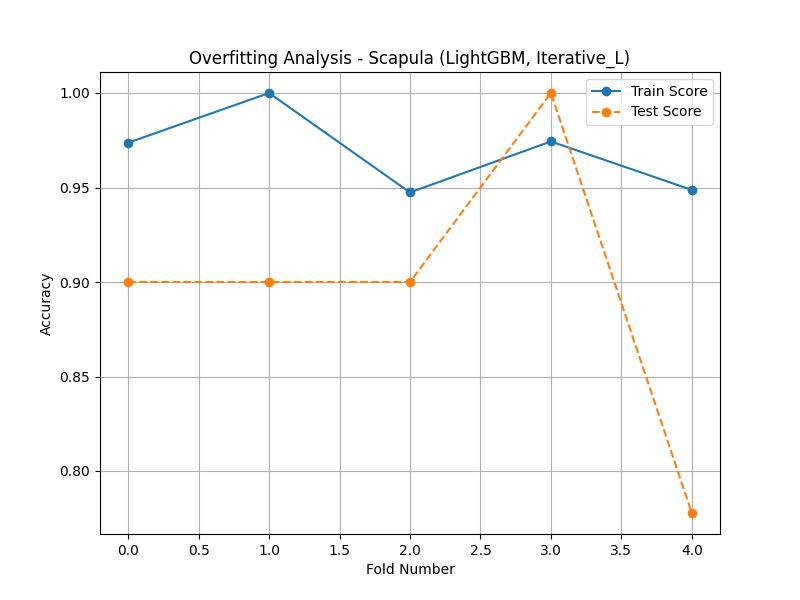 Overfitting Analysis - Scapula (LightGBM, Iterative_L)
Train Score
Test Score
1.00
0.95
0.90
0.85
0.80
Accuracy
0.0 0.5 1.0 1.5 2.0 2.5 3.0 3.5 4.0
Fold Number